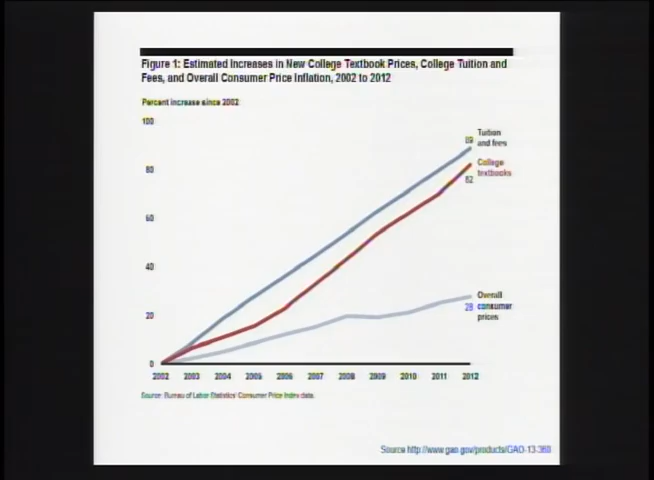 Figure 1: Estimated Increases in New College Textbook Prices, College Tuition and
Fees, and Overall Consumer Price Inflation, 2002 to 2012
Percent increase since 2002
100
80
60
40
20
0
89
Tuition
and fees
College
textbooks
82
Overall
consumer
prices
28
2002 2003 2004 2005 2006 2007 2008 2009 2010 2011 2012
Source: Bureau of Labor Statistics' Consumer Price Index data.
Source http://www.gao.gov/products/GAO-13-368